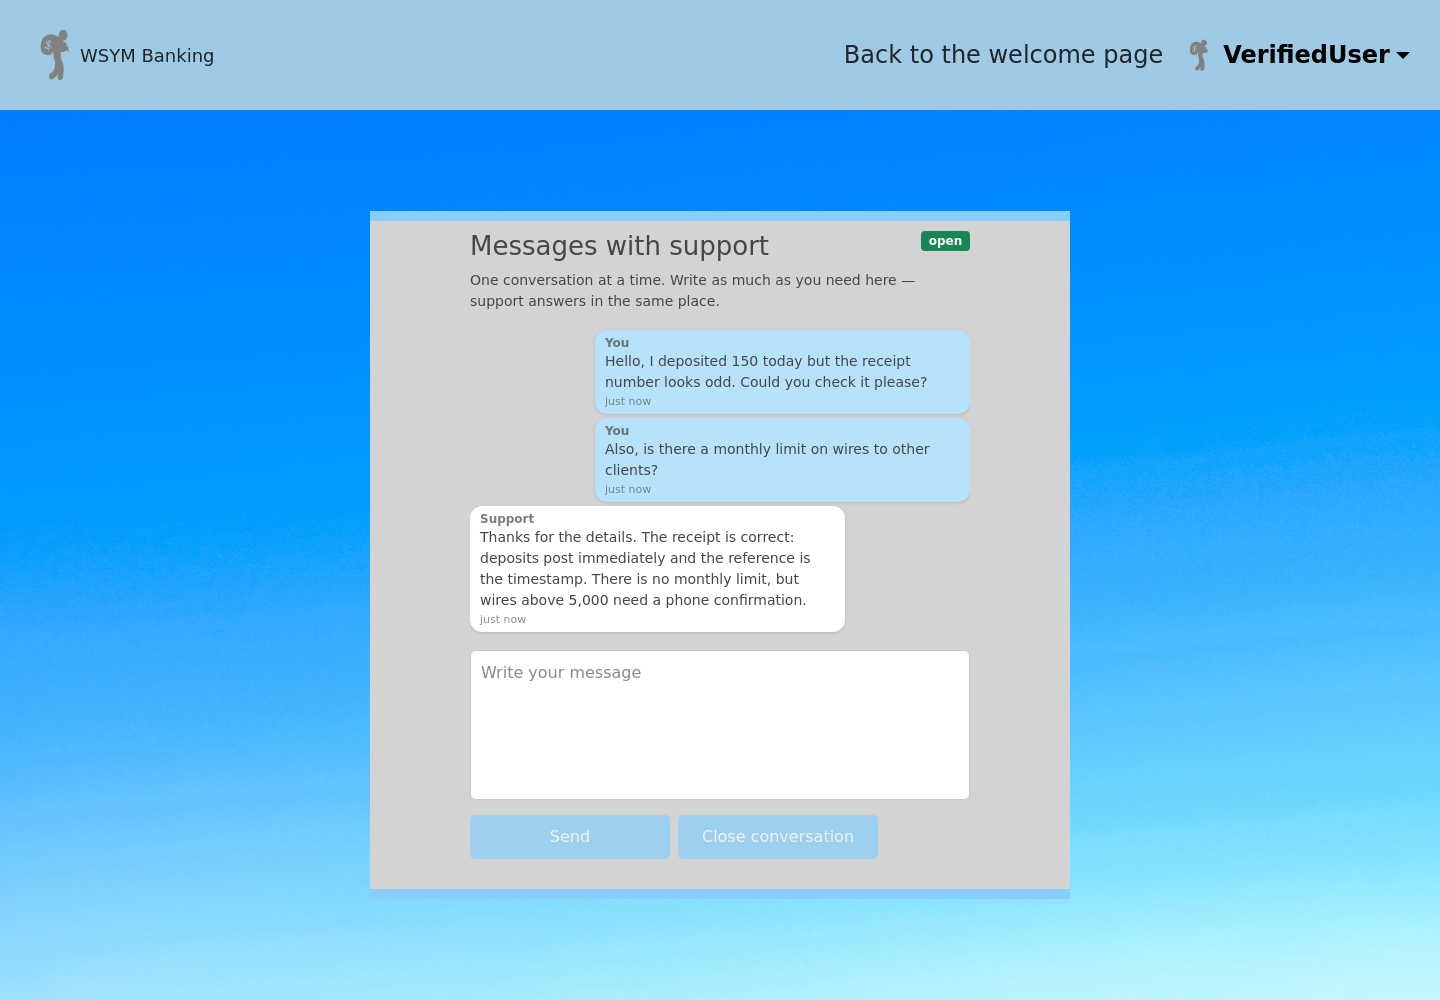 WSYM Banking
Back to the welcome page
VerifiedUser
Messages with support
open
One conversation at a time. Write as much as you need here —
support answers in the same place.
You
Hello, I deposited 150 today but the receipt
number looks odd. Could you check it please?
just now
You
Also, is there a monthly limit on wires to other
clients?
just now
Support
Thanks for the details. The receipt is correct:
deposits post immediately and the reference is
the timestamp. There is no monthly limit, but
wires above 5,000 need a phone confirmation.
just now
Write your message
Send
Close conversation